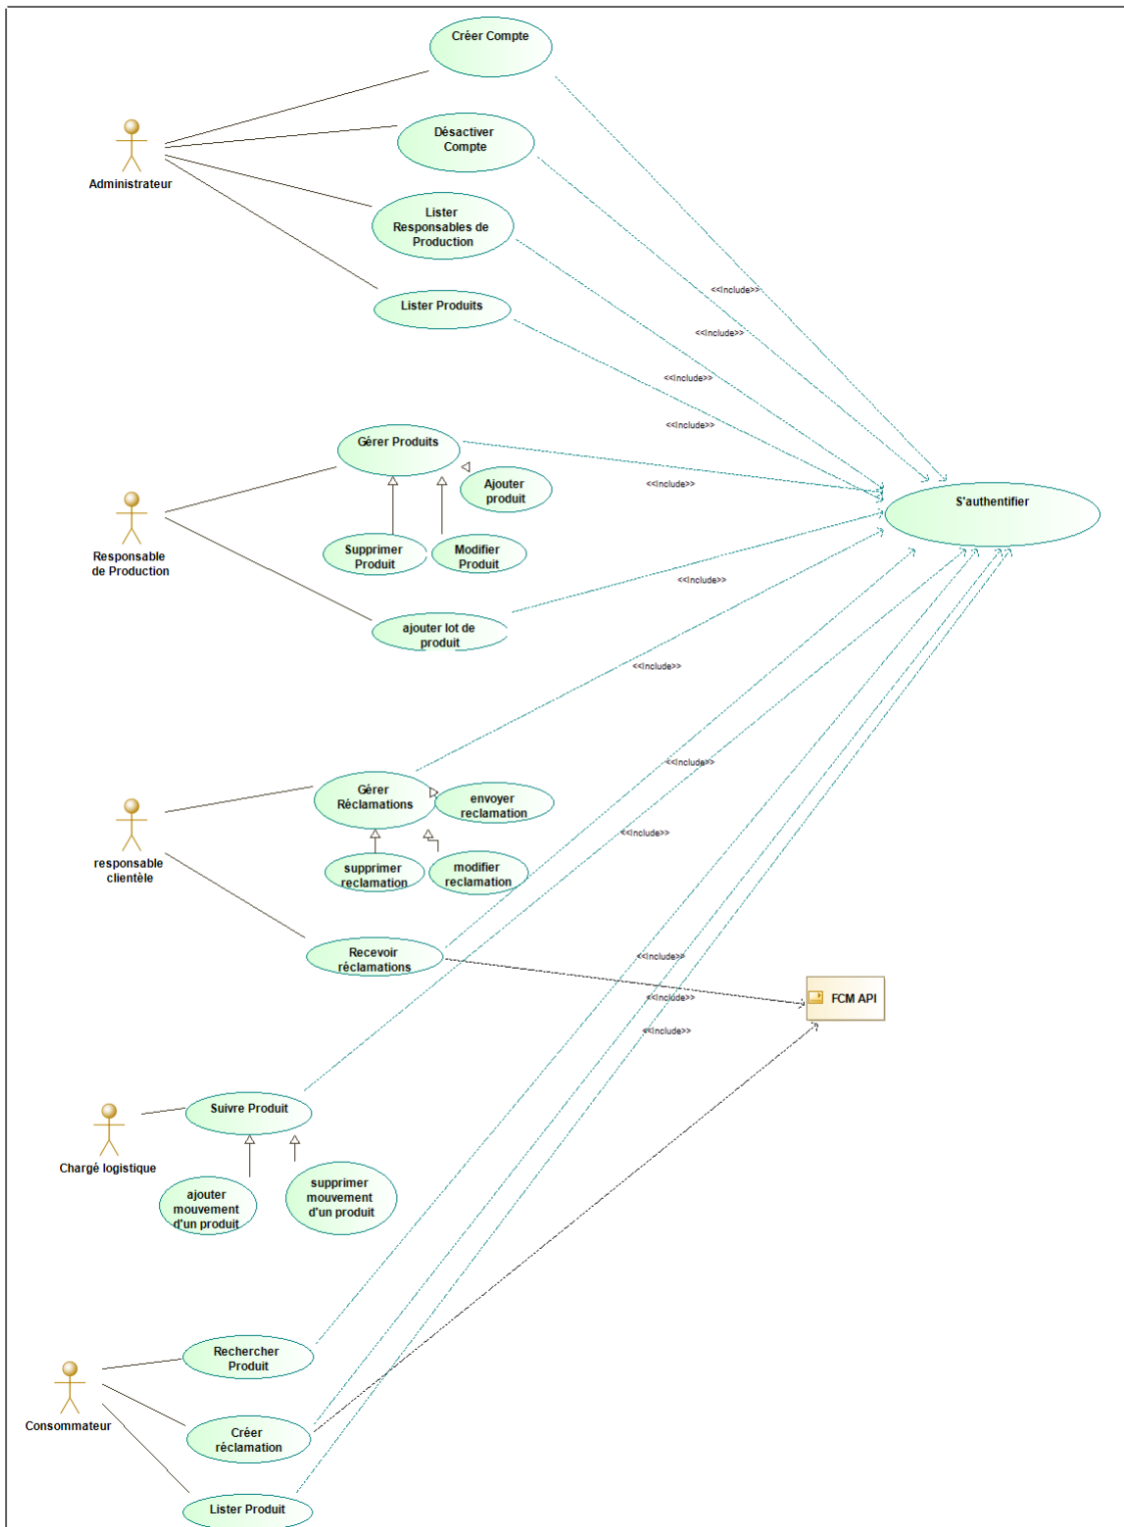 Créer Compte
Désactiver
Compte
Administrateur
Lister
Responsables de
Production
<<Include>>
Lister Produits
<<Include>>
<<Include>>
<<Include>>
Gérer Produits
Ajouter
produit
<<Include>>
S'authentifier
Responsable
de Production
Supprimer
Produit
Modifier
Produit
<<Include>>
ajouter lot de
produit
<<Include>>
<<Include>>
Gérer
Réclamations
envoyer
reclamation
responsable
clientèle
<<Include>>
supprimer
reclamation
modifier
reclamation
Recevoir
réclamations
<<Include>>
<<Include>>
FCM API
<<Include>>
Suivre Produit
Chargé logistique
ajouter
mouvement
d'un produit
supprimer
mouvement
d'un produit
Rechercher
Produit
Consommateur
Créer
réclamation
Lister Produit